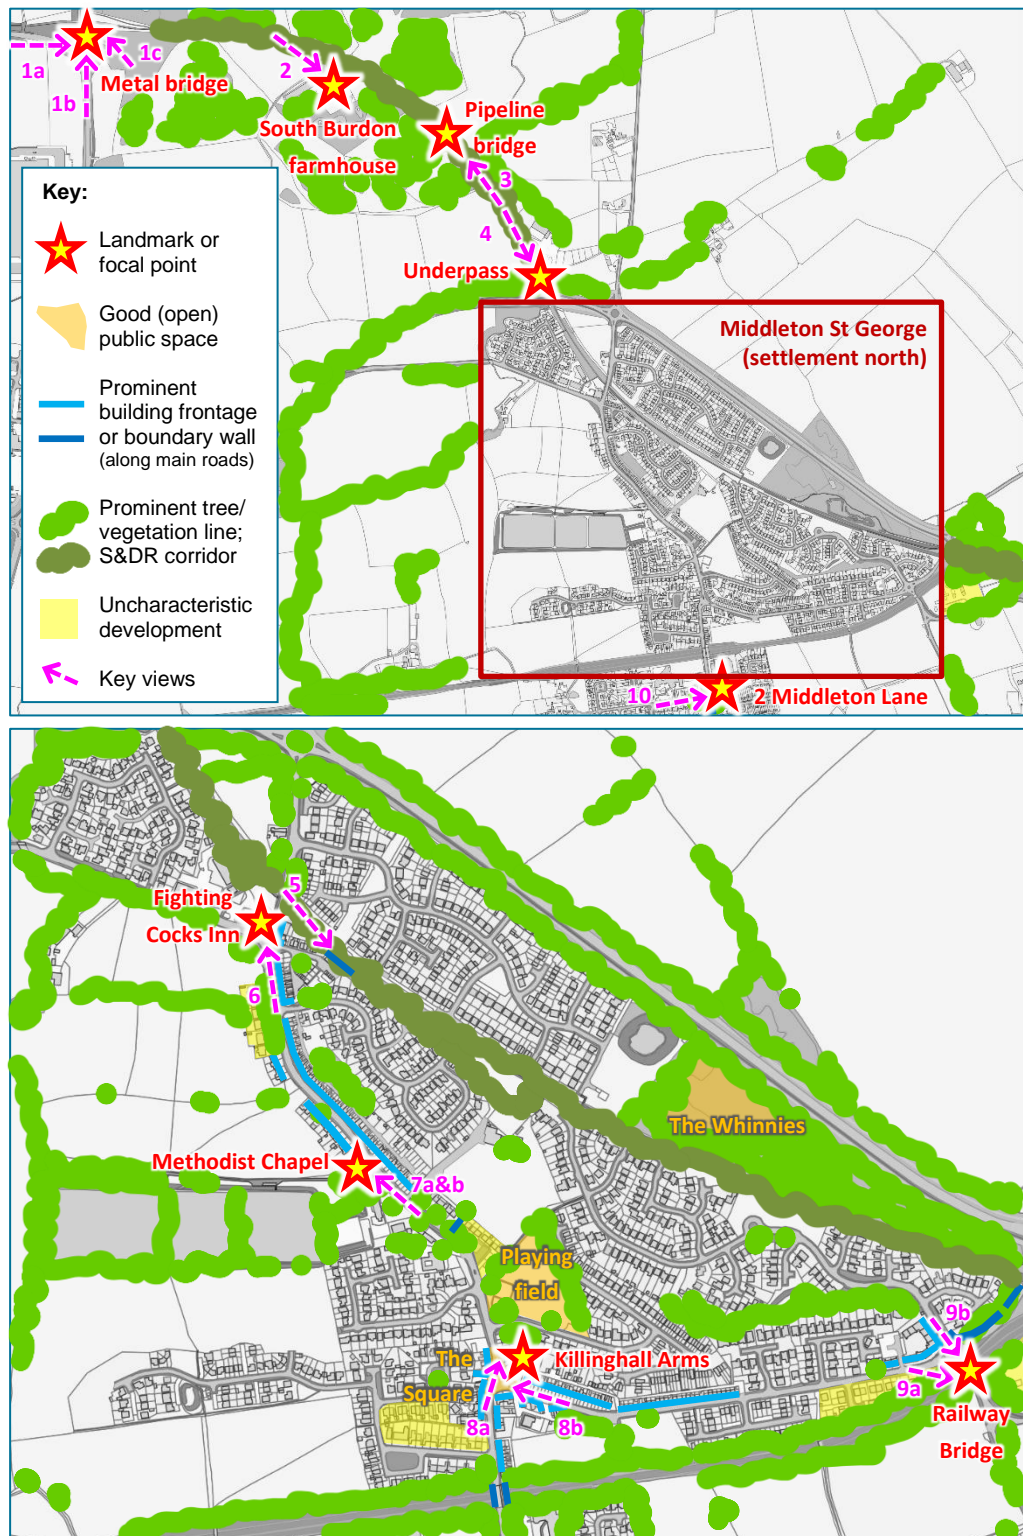 1a
1b
1c
Metal bridge
2
South Burdon
farmhouse
Pipeline
bridge
3
4
Underpass
Key:
Landmark or
focal point
Good (open)
public space
Prominent
building frontage
or boundary wall
(along main roads)
Prominent tree/
vegetation line;
S&DR corridor
Uncharacteristic
development
Key views
Middleton St George
(settlement north)
10
2 Middleton Lane
Fighting
Cocks Inn
5
6
The Whinnies
Methodist Chapel
7a&b
Playing
field
The
Square
Killinghall Arms
8a
8b
9b
9a
Railway
Bridge